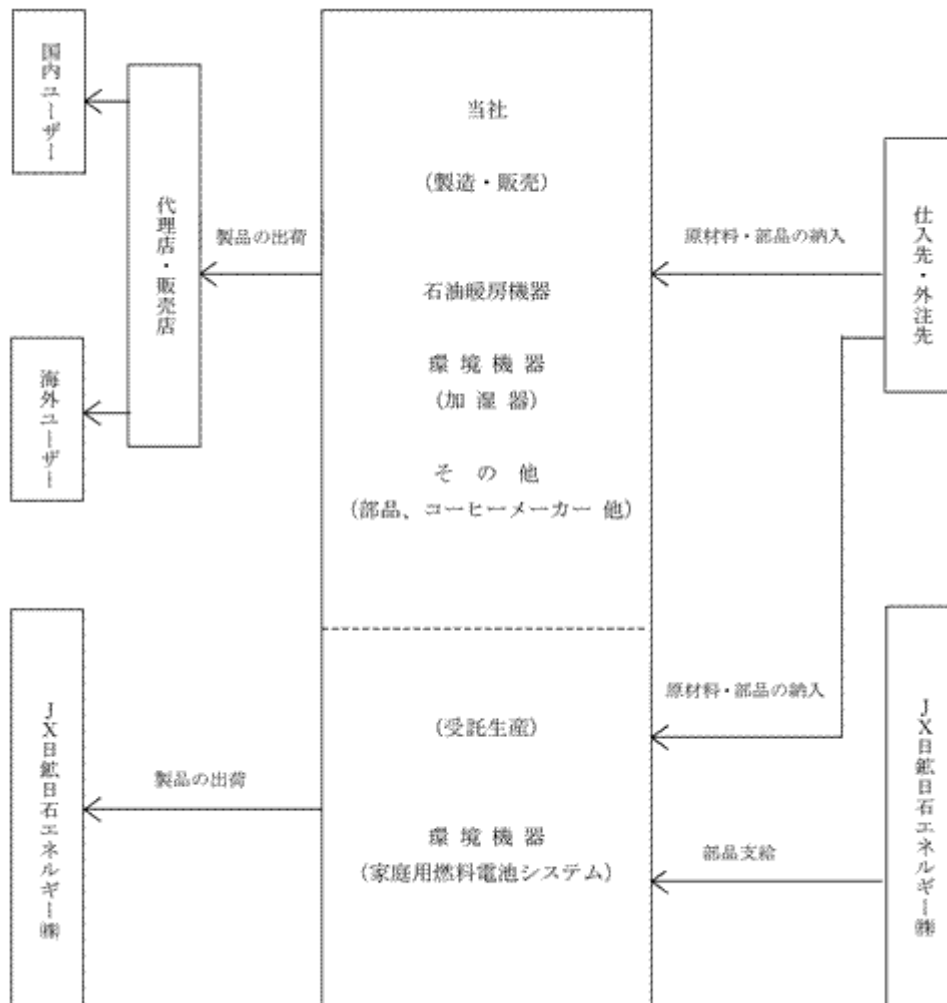 国内ユーザー
海外ユーザー
代理店・販売店
製品の出荷
当社
(製造・販売)
石油暖房機器
環 境 機 器
(加 湿 器)
そ の 他
(部品、コーヒーメーカー 他)
原材料・部品の納入
仕入先・外注先
JX日鉱日石エネルギー㈱
製品の出荷
(受託生産)
環 境 機 器
(家庭用燃料電池システム)
原材料・部品の納入
部品支給
JX日鉱日石エネルギー㈱